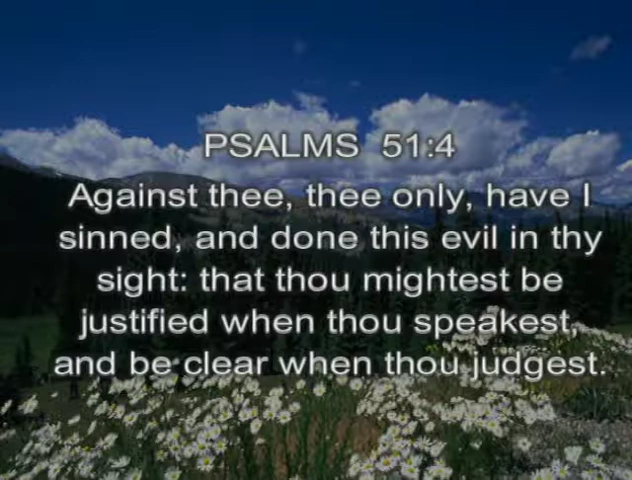 PSALMS 51:4
Against thee, thee only, have I
sinned, and done this evil in thy
sight: that thou mightest be
justified when thou speakest,
and be clear when thou judgest.